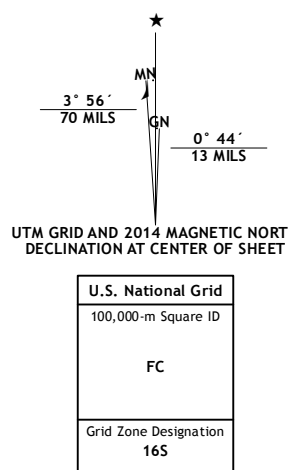 MN
3° 56´
70 MILS
GN
0° 44´
13 MILS
UTM GRID AND 2014 MAGNETIC NORT
DECLINATION AT CENTER OF SHEET
U.S. National Grid
100,000-m Square ID
FC
Grid Zone Designation
16S